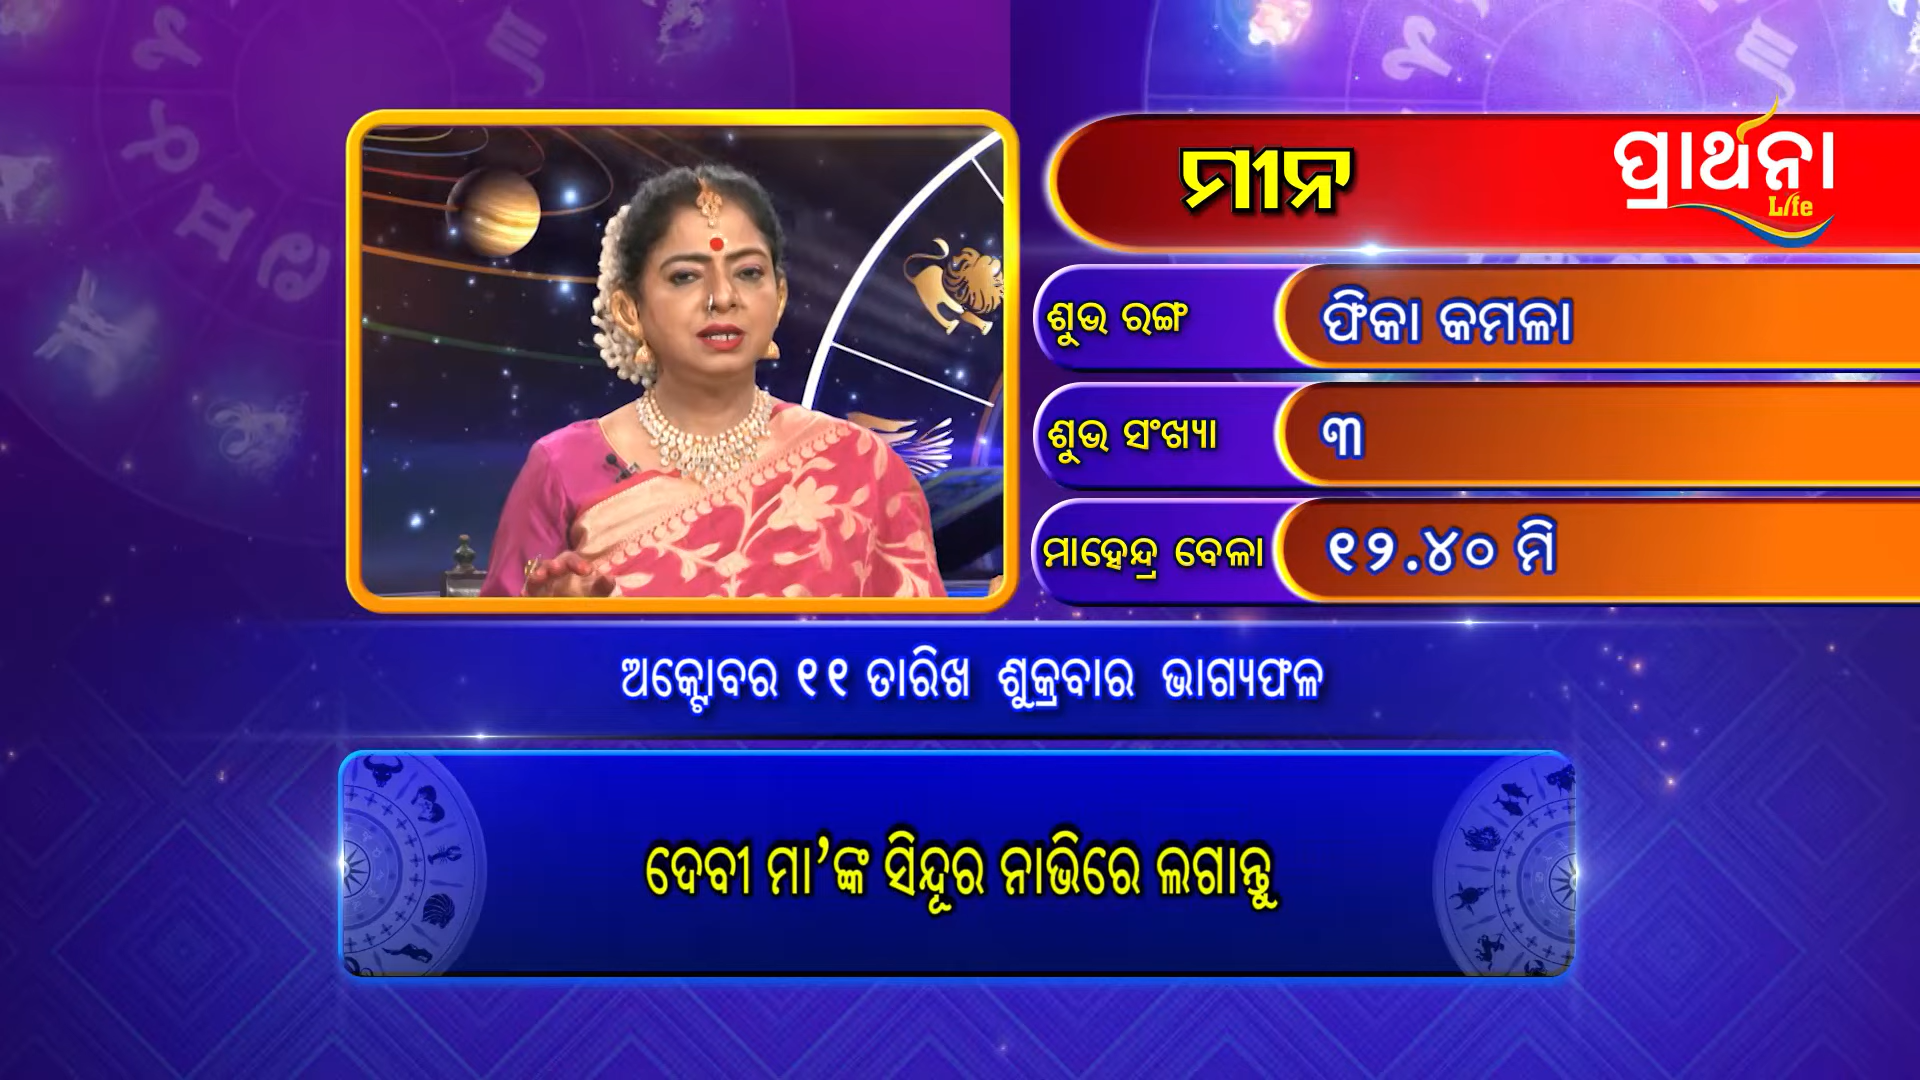 ମୀନ
ପ୍ରାର୍ଥନା
Life
ଶୁଭ ରଙ୍ଗ
ଫିକା କମଳା
ଶୁଭ ସଂଖ୍ୟା
୩
ମାହେନ୍ଦ୍ର ବେଳା
୧୨.୪୦ ମି
ଅକ୍ଟୋବର ୧୧ ତାରିଖ ଶୁକ୍ରବାର ଭାଗ୍ୟଫଳ
ଦେବୀ ମା’ଙ୍କ ସିନ୍ଦୂର ନାଭିରେ ଲଗାନ୍ତୁ